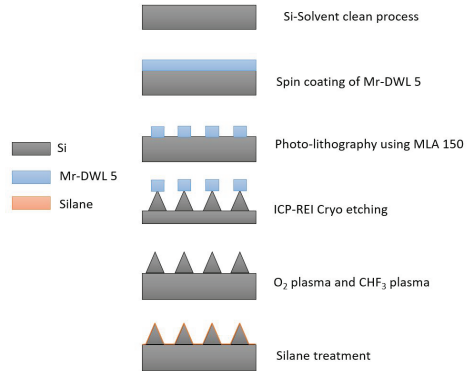 Si-Solvent clean process
Spin coating of Mr-DWL 5
Photo-lithography using MLA 150
Si
Mr-DWL 5
Silane
ICP-REI Cryo etching
O₂ plasma and CHF₃ plasma
Silane treatment